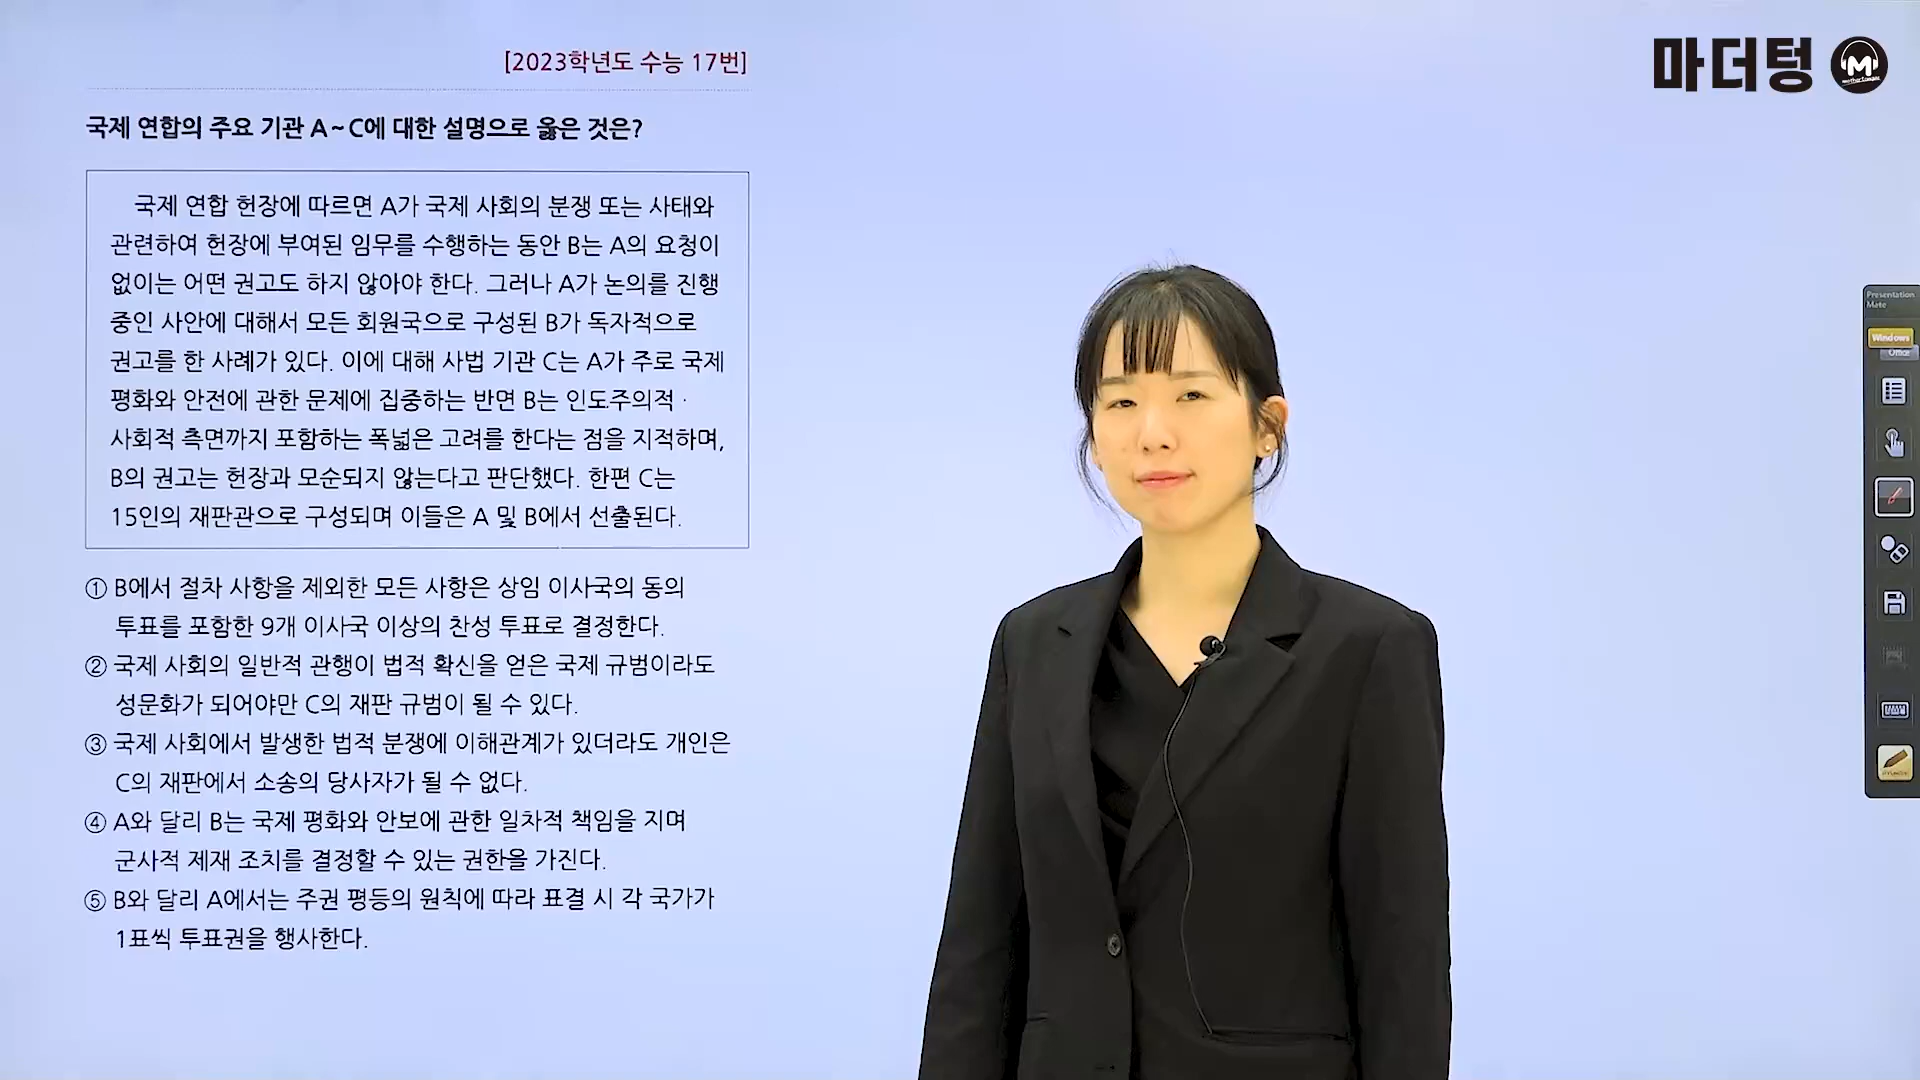 [2023학년도 수능 17번]
마더텅
국제 연합의 주요 기관 A~C에 대한 설명으로 옳은 것은?
국제 연합 헌장에 따르면 A가 국제 사회의 분쟁 또는 사태와
관련하여 헌장에 부여된 임무를 수행하는 동안 B는 A의 요청이
없이는 어떤 권고도 하지 않아야 한다. 그러나 A가 논의를 진행
중인 사안에 대해서 모든 회원국으로 구성된 B가 독자적으로
권고를 한 사례가 있다. 이에 대해 사법 기관 C는 A가 주로 국제
평화와 안전에 관한 문제에 집중하는 반면 B는 인도주의적·
사회적 측면까지 포함하는 폭넓은 고려를 한다는 점을 지적하며,
B의 권고는 헌장과 모순되지 않는다고 판단했다. 한편 C는
15인의 재판관으로 구성되며 이들은 A 및 B에서 선출된다.
① B에서 절차 사항을 제외한 모든 사항은 상임 이사국의 동의
투표를 포함한 9개 이사국 이상의 찬성 투표로 결정한다.
② 국제 사회의 일반적 관행이 법적 확신을 얻은 국제 규범이라도
성문화가 되어야만 C의 재판 규범이 될 수 있다.
③ 국제 사회에서 발생한 법적 분쟁에 이해관계가 있더라도 개인은
C의 재판에서 소송의 당사자가 될 수 없다.
④ A와 달리 B는 국제 평화와 안보에 관한 일차적 책임을 지며
군사적 제재 조치를 결정할 수 있는 권한을 가진다.
⑤ B와 달리 A에서는 주권 평등의 원칙에 따라 표결 시 각 국가가
1표씩 투표권을 행사한다.
Presentation
Mate
Windows
Office